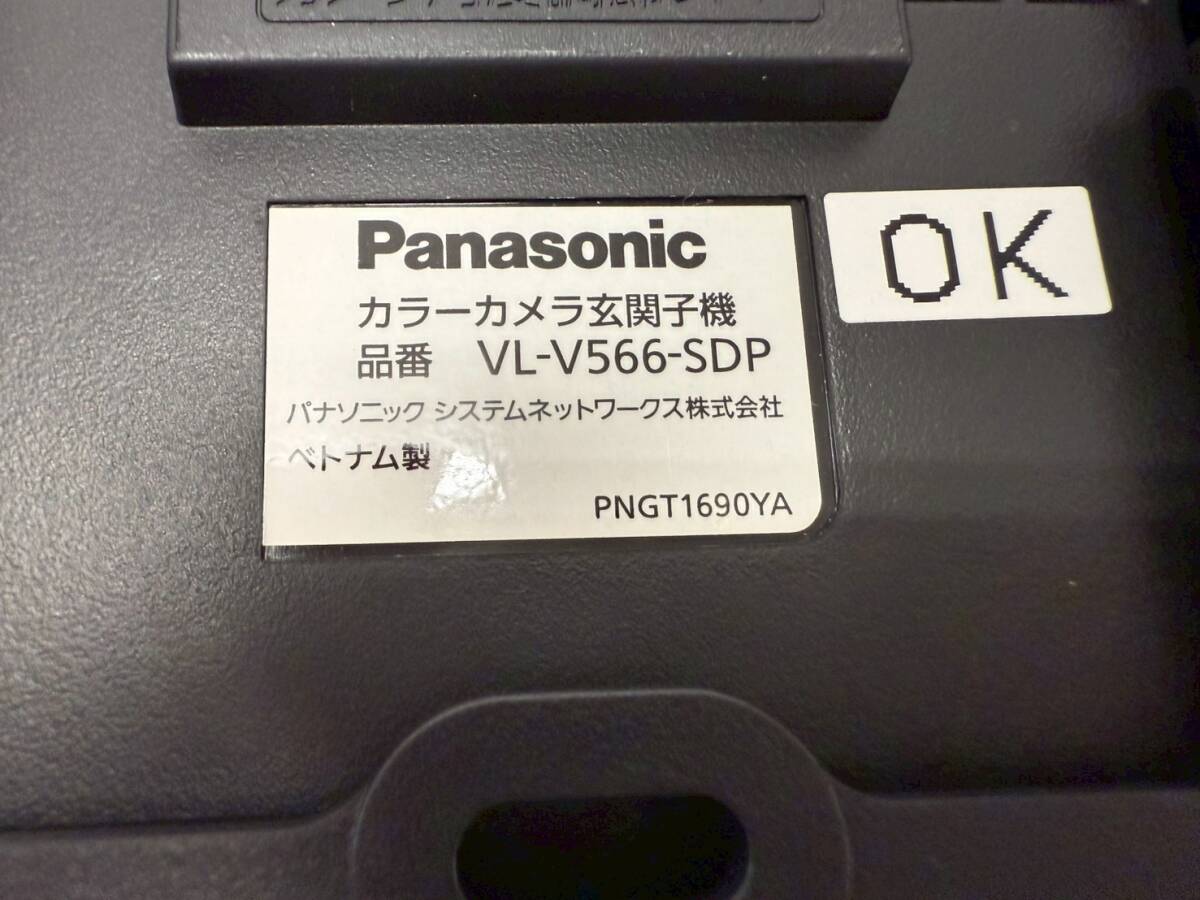 Panasonic
カラーカメラ玄関子機
品番 VL-V566-SDP
パナソニック システムネットワークス株式会社
ベトナム製
PNGT1690YA
OK